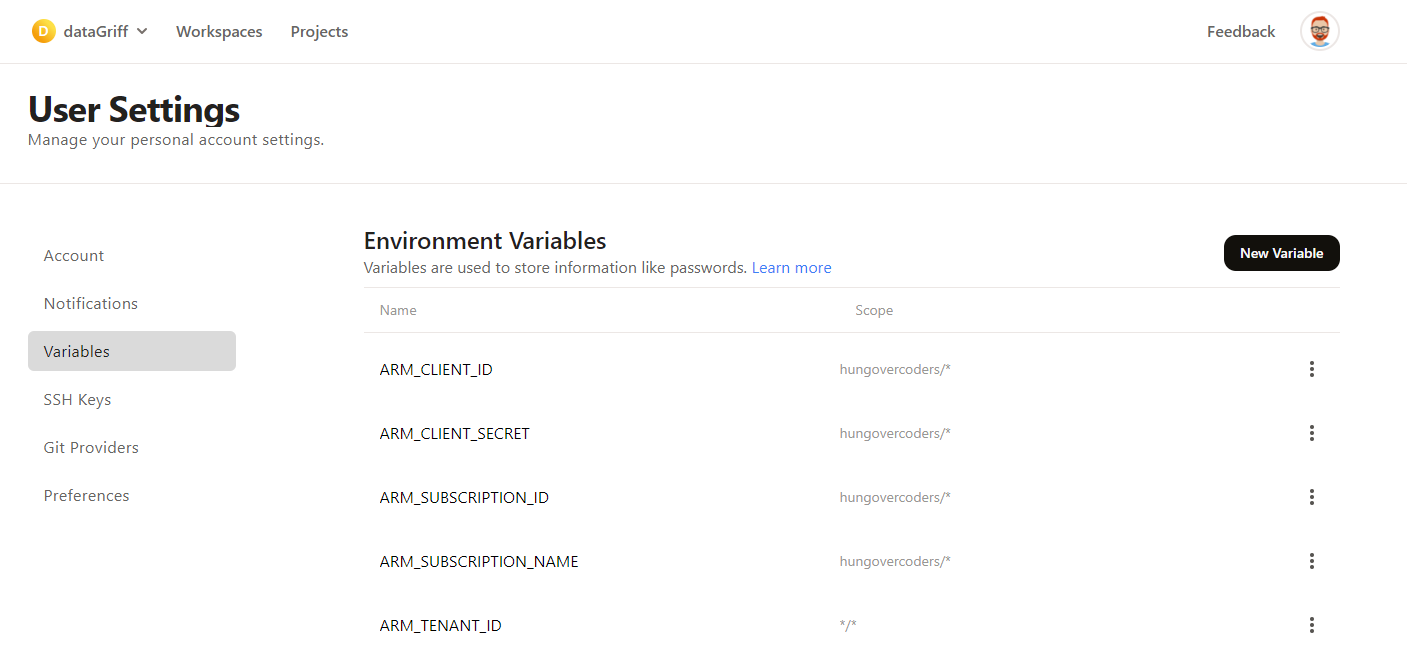 D dataGriff Workspaces Projects Feedback
User Settings
Manage your personal account settings.
Account
Notifications
Variables
SSH Keys
Git Providers
Preferences
Environment Variables
Variables are used to store information like passwords. Learn more
New Variable
Name Scope
ARM_CLIENT_ID hungovercoders/*
ARM_CLIENT_SECRET hungovercoders/*
ARM_SUBSCRIPTION_ID hungovercoders/*
ARM_SUBSCRIPTION_NAME hungovercoders/*
ARM_TENANT_ID */*